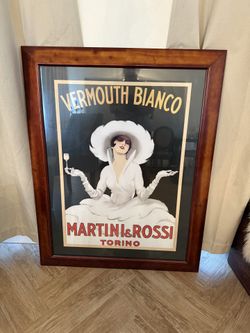 VERMOUTH BIANCO
MARTINI & ROSSI
TORINO